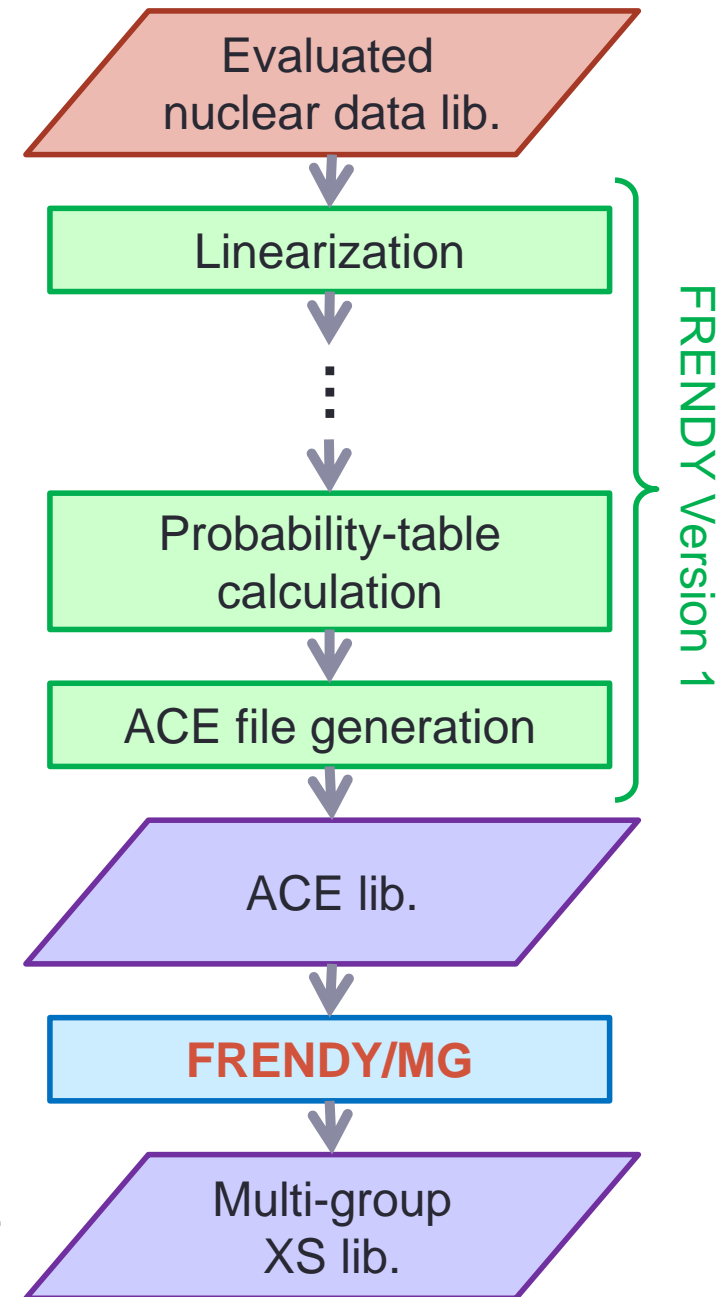 Evaluated
nuclear data lib.
Linearization
⋮
Probability-table
calculation
ACE file generation
FRENDY Version 1
ACE lib.
FRENDY/MG
Multi-group
XS lib.